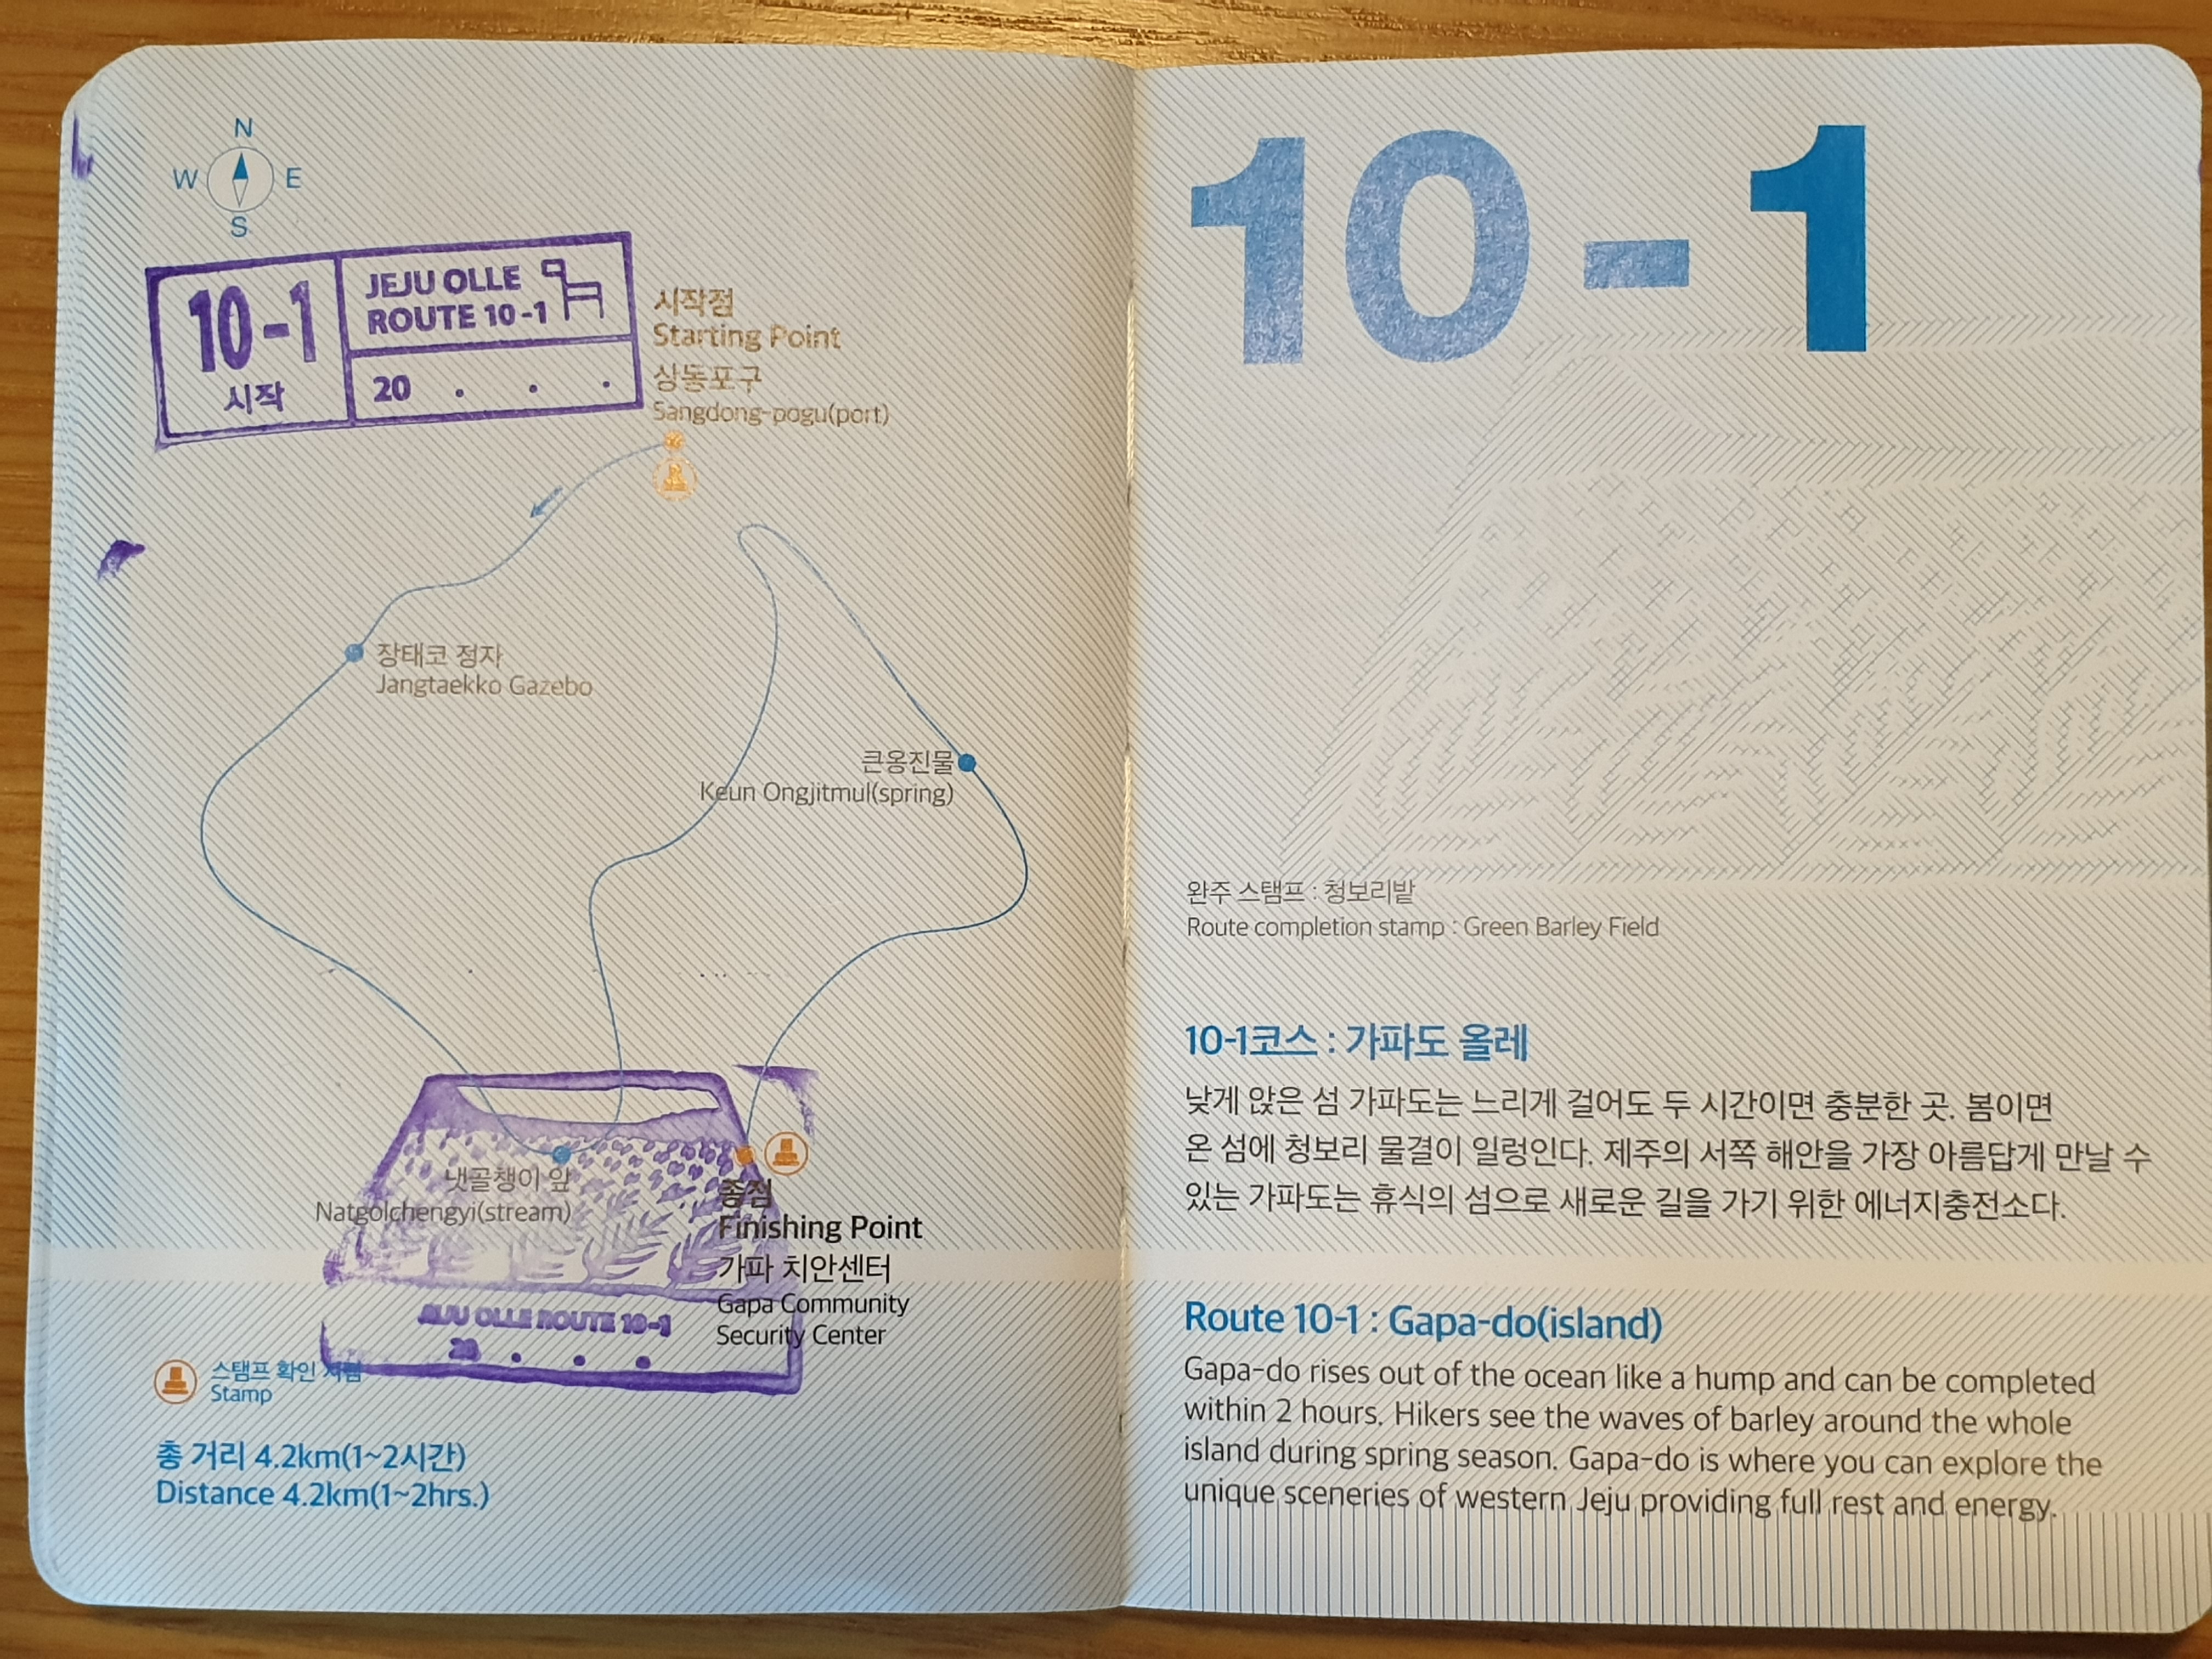 N
W E
S
10-1
시작
JEJU OLLE
ROUTE 10-1
20 . . .
시작점
Starting Point
상동포구
Sangdong-pogu(port)
장태코 정자
Jangtaekko Gazebo
큰옹진물
Keun Ongjitmul(spring)
냇골챙이 앞
Natgolchengyi(stream)
종점
Finishing Point
가파 치안센터
Gapa Community
Security Center
JEJU OLLE ROUTE 10-1
20 . . .
스탬프 확인 지점
Stamp
총 거리 4.2km(1~2시간)
Distance 4.2km(1~2hrs.)
10-1
완주 스탬프 : 청보리밭
Route completion stamp : Green Barley Field
10-1코스 : 가파도 올레
낮게 앉은 섬 가파도는 느리게 걸어도 두 시간이면 충분한 곳. 봄이면
온 섬에 청보리 물결이 일렁인다. 제주의 서쪽 해안을 가장 아름답게 만날 수
있는 가파도는 휴식의 섬으로 새로운 길을 가기 위한 에너지충전소다.
Route 10-1 : Gapa-do(island)
Gapa-do rises out of the ocean like a hump and can be completed
within 2 hours. Hikers see the waves of barley around the whole
island during spring season. Gapa-do is where you can explore the
unique sceneries of western Jeju providing full rest and energy.